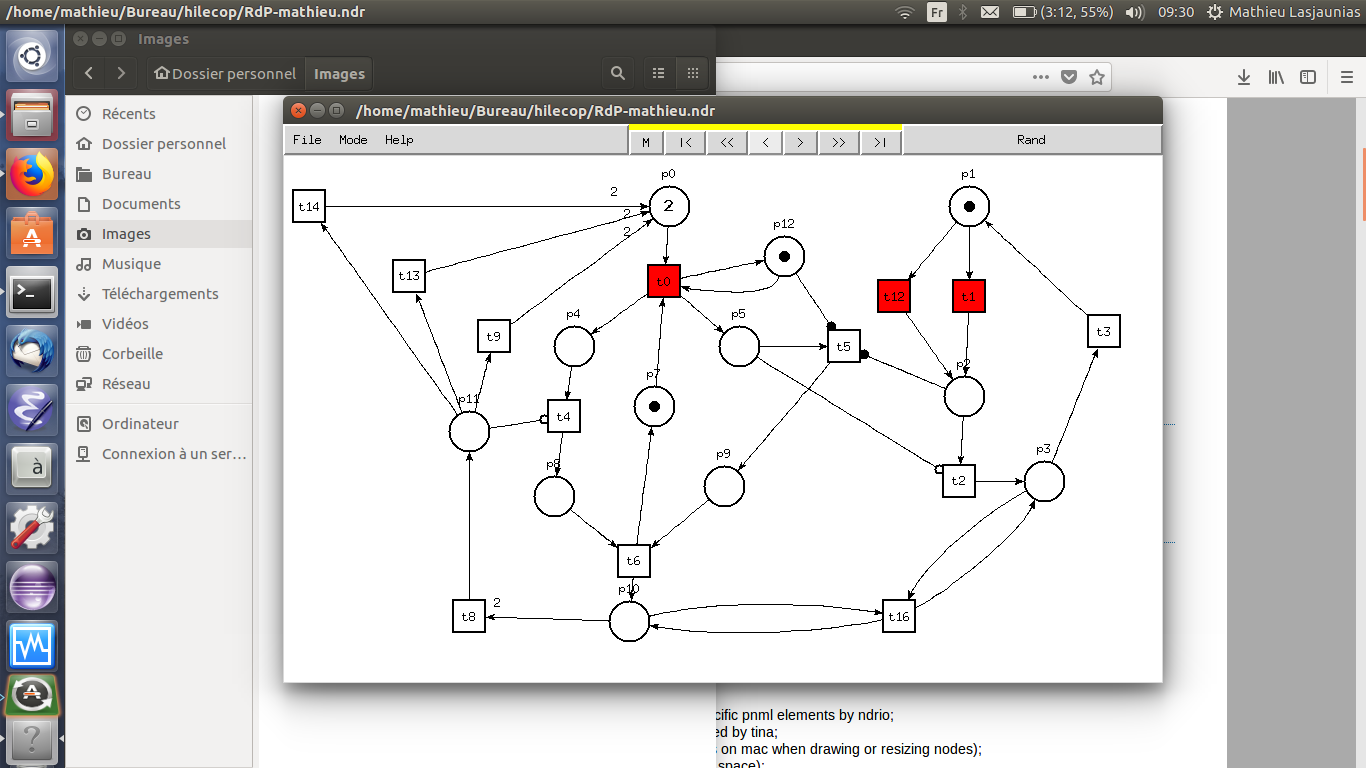 /home/mathieu/Bureau/hilecop/RdP-mathieu.ndr
Fr
(3:12, 55%)
09:30
Mathieu Lasjaunias
Images
Dossier personnel
Images
Récents
Dossier personnel
Bureau
Documents
Images
Musique
Téléchargements
Vidéos
Corbeille
Réseau
Ordinateur
Connexion à un ser…
à
/home/mathieu/Bureau/hilecop/RdP-mathieu.ndr
File Mode Help
M |< << < > >> >| Rand
p0
p1
t14
2
2
2
2
p12
t13
t0
t12
t1
p4
p5
t9
t5
t3
p7
p2
p11
t4
p9
p3
p8
t2
t6
p10
t8
2
t16
cific pnml elements by ndrio;
ed by tina;
s on mac when drawing or resizing nodes);
space);